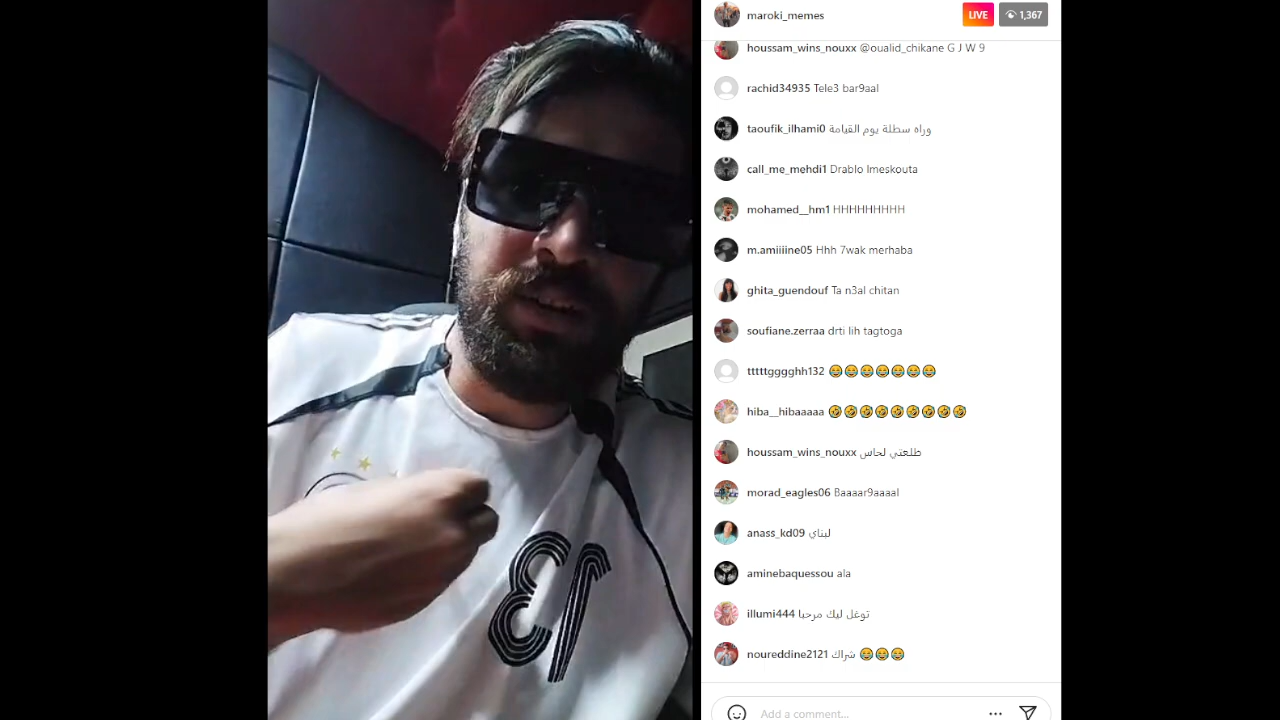 maroki_memes
LIVE
1,367
houssam_wins_nouxx @oualid_chikane G J W 9
rachid34935 Tele3 bar9aal
taoufik_ilhami0 وراه سطلة يوم القيامة
call_me_mehdi1 Drablo lmeskouta
mohamed__hm1 HHHHHHHHH
m.amiiiine05 Hhh 7wak merhaba
ghita_guendouf Ta n3al chitan
soufiane.zerraa drti lih tagtoga
tttttgggghh132 😂😂😂😂😂😂😂
hiba__hibaaaaa 🤣🤣🤣🤣🤣🤣🤣🤣🤣
houssam_wins_nouxx طلعتي لحاس
morad_eagles06 Baaaar9aaaal
anass_kd09 لبناي
aminebaquessou ala
illumi444 توغل ليك مرحبا
noureddine2121 شراك 😂😂😂
Add a comment...
13